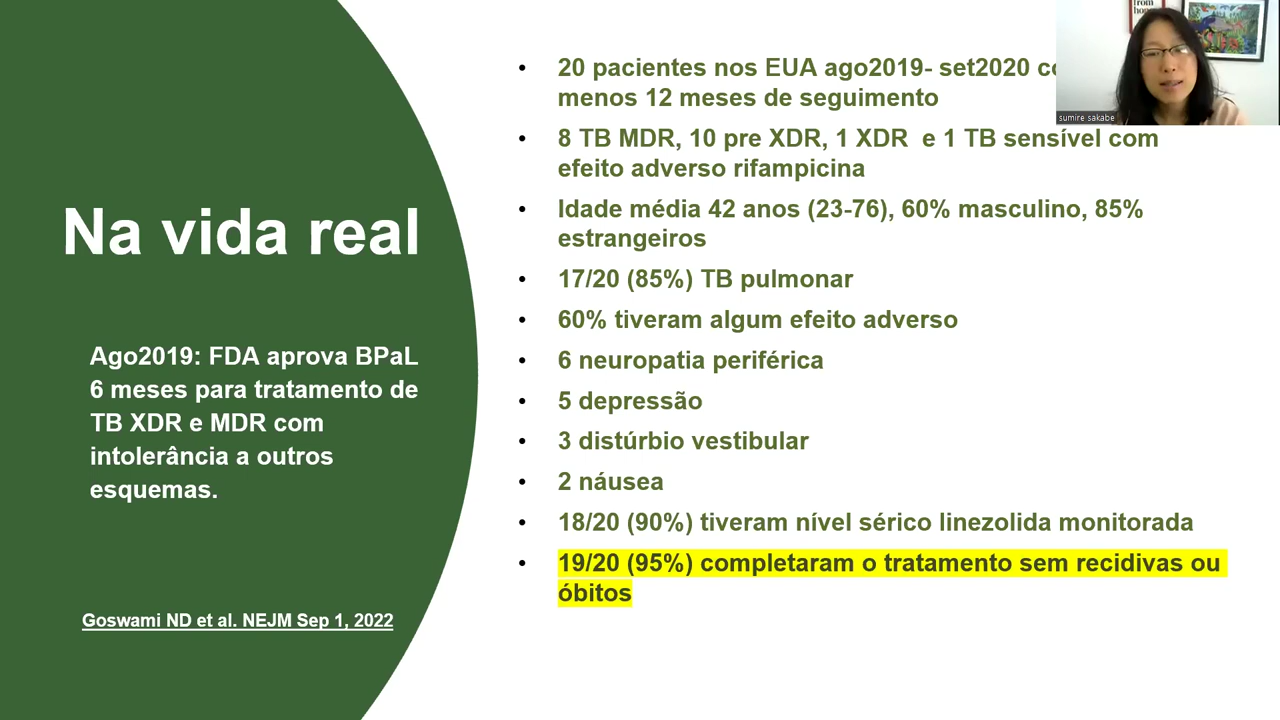 Na vida real
Ago2019: FDA aprova BPaL
6 meses para tratamento de
TB XDR e MDR com
intolerância a outros
esquemas.
Goswami ND et al. NEJM Sep 1, 2022
• 20 pacientes nos EUA ago2019- set2020
menos 12 meses de seguimento
• 8 TB MDR, 10 pre XDR, 1 XDR e 1 TB sensível com
efeito adverso rifampicina
• Idade média 42 anos (23-76), 60% masculino, 85%
estrangeiros
• 17/20 (85%) TB pulmonar
• 60% tiveram algum efeito adverso
• 6 neuropatia periférica
• 5 depressão
• 3 distúrbio vestibular
• 2 náusea
• 18/20 (90%) tiveram nível sérico linezolida monitorada
• 19/20 (95%) completaram o tratamento sem recidivas ou
óbitos
from
sumire sakabe